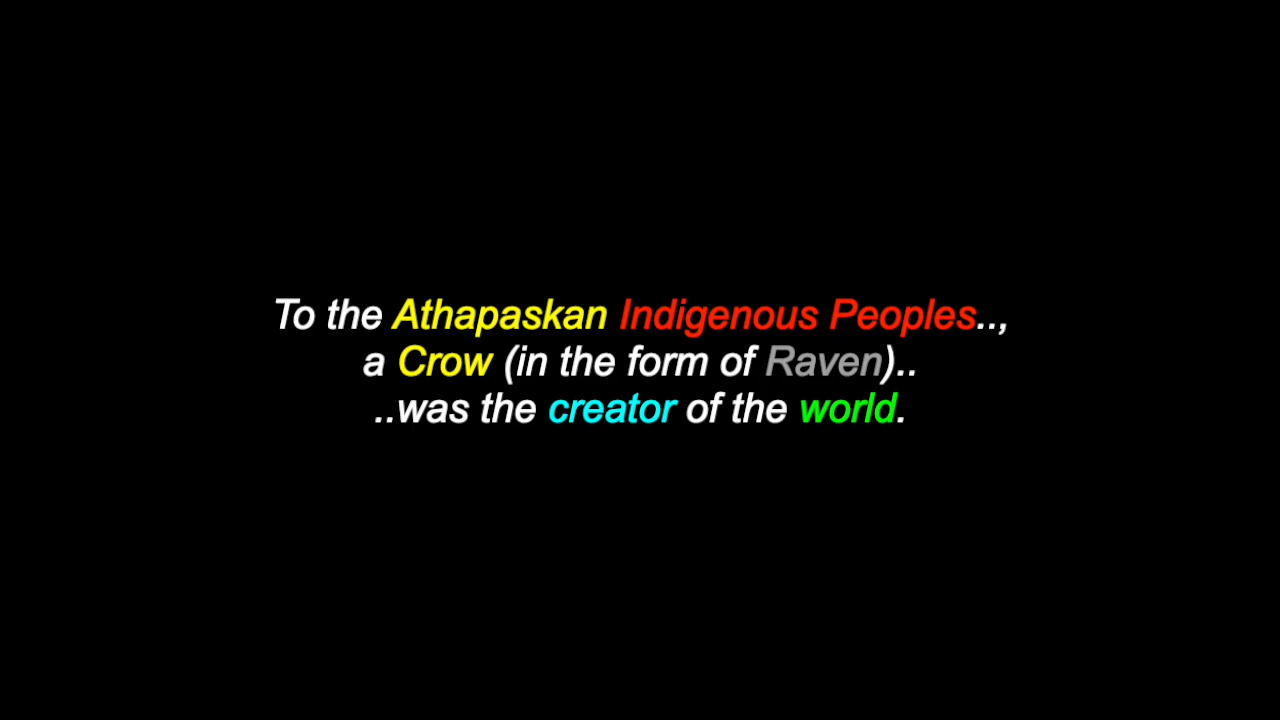 To the Athapaskan Indigenous Peoples..,
a Crow (in the form of Raven)..
..was the creator of the world.